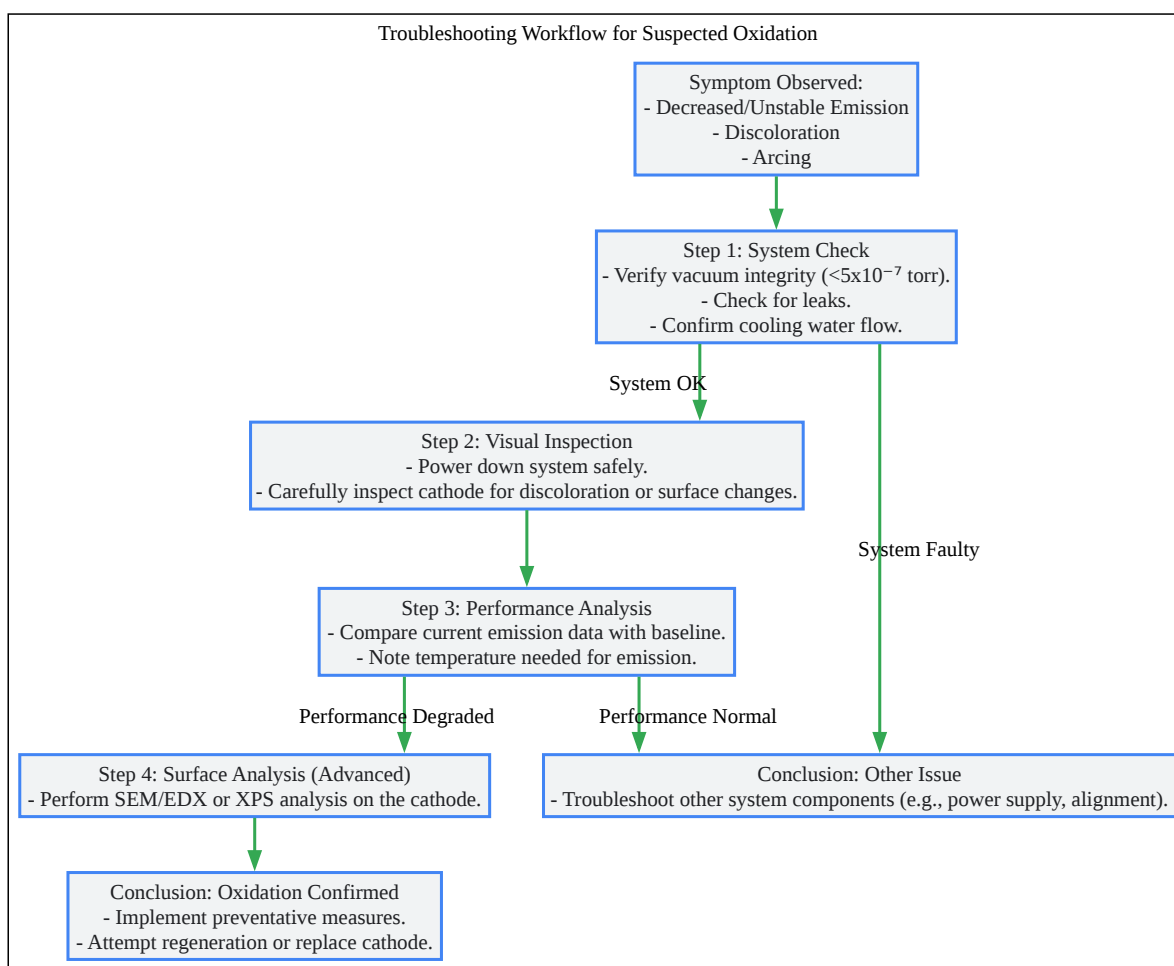 Troubleshooting Workflow for Suspected Oxidation
Symptom Observed:
- Decreased/Unstable Emission
- Discoloration
- Arcing
Step 1: System Check
- Verify vacuum integrity (<5x10⁻⁷ torr).
- Check for leaks.
- Confirm cooling water flow.
System OK
Step 2: Visual Inspection
- Power down system safely.
- Carefully inspect cathode for discoloration or surface changes.
System Faulty
Step 3: Performance Analysis
- Compare current emission data with baseline.
- Note temperature needed for emission.
Performance Degraded
Performance Normal
Step 4: Surface Analysis (Advanced)
- Perform SEM/EDX or XPS analysis on the cathode.
Conclusion: Other Issue
- Troubleshoot other system components (e.g., power supply, alignment).
Conclusion: Oxidation Confirmed
- Implement preventative measures.
- Attempt regeneration or replace cathode.